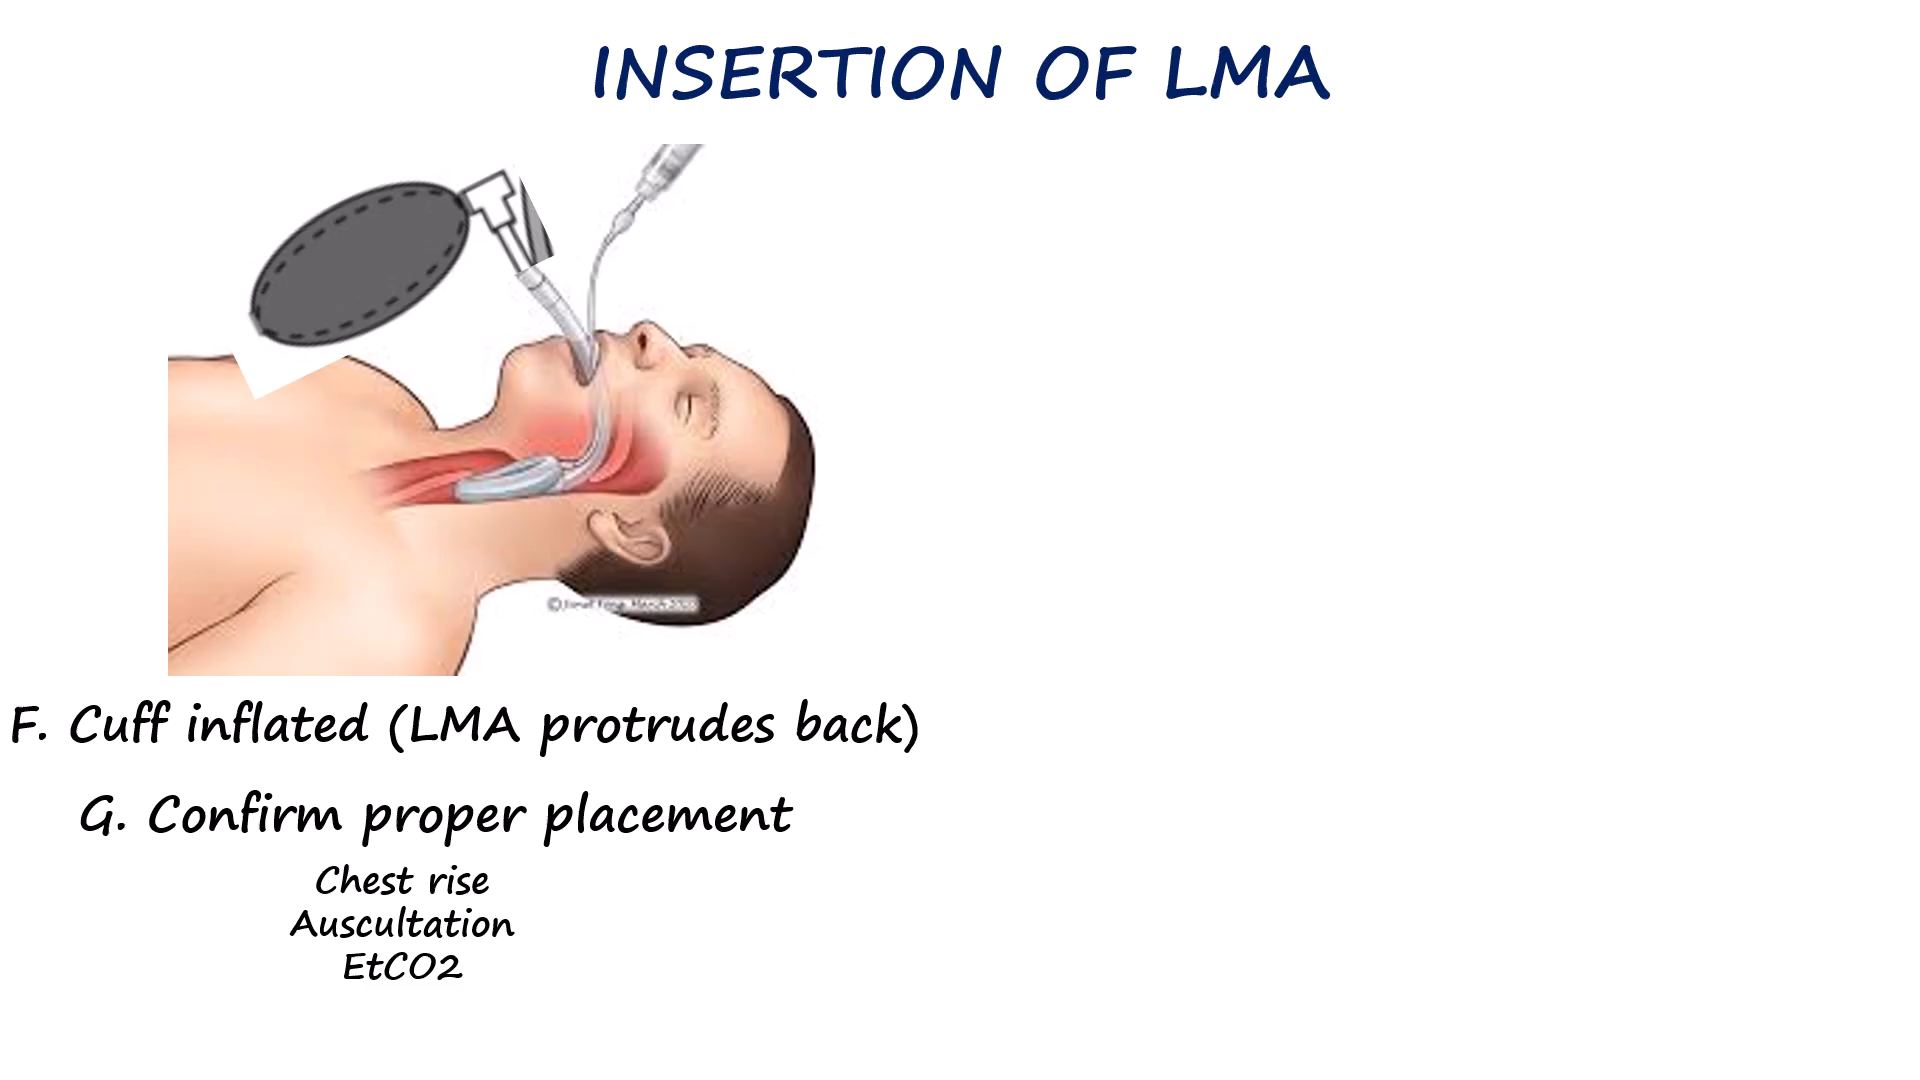 INSERTION OF LMA
F. Cuff inflated (LMA protrudes back)
G. Confirm proper placement
Chest rise
Auscultation
EtCO2